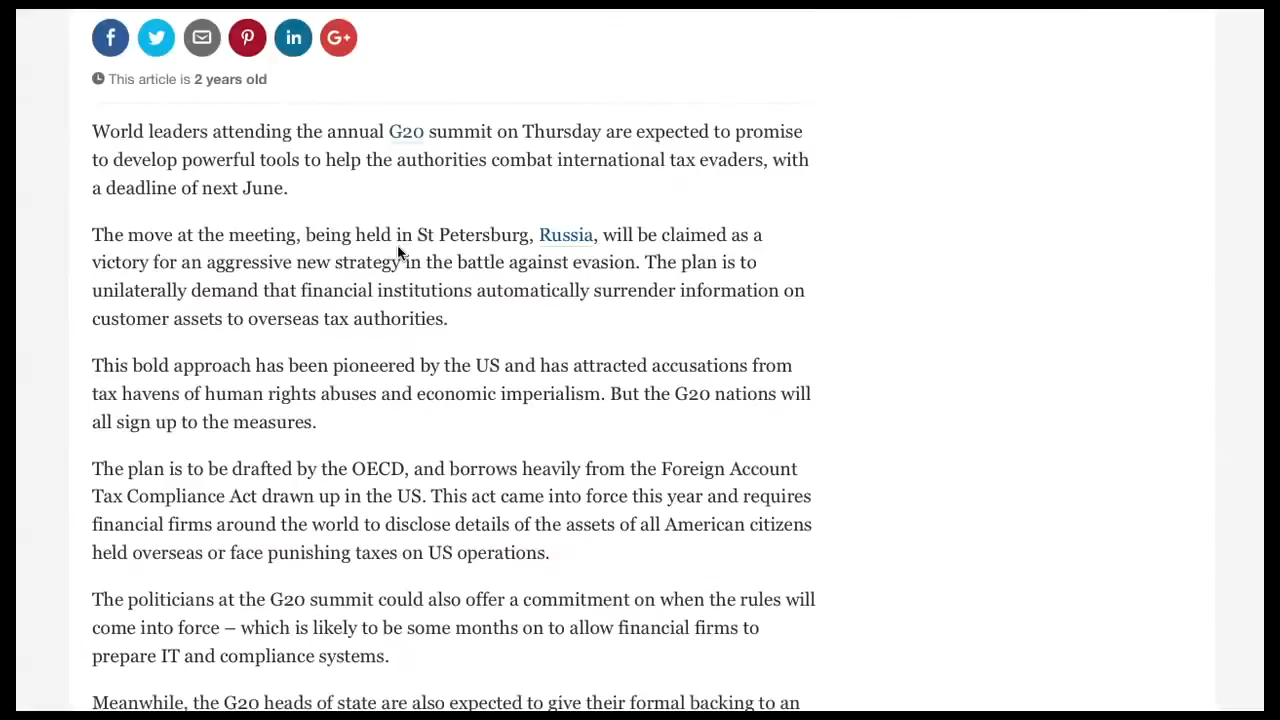 f
in
G+
This article is 2 years old
World leaders attending the annual G20 summit on Thursday are expected to promise
to develop powerful tools to help the authorities combat international tax evaders, with
a deadline of next June.
The move at the meeting, being held in St Petersburg, Russia, will be claimed as a
victory for an aggressive new strategy in the battle against evasion. The plan is to
unilaterally demand that financial institutions automatically surrender information on
customer assets to overseas tax authorities.
This bold approach has been pioneered by the US and has attracted accusations from
tax havens of human rights abuses and economic imperialism. But the G20 nations will
all sign up to the measures.
The plan is to be drafted by the OECD, and borrows heavily from the Foreign Account
Tax Compliance Act drawn up in the US. This act came into force this year and requires
financial firms around the world to disclose details of the assets of all American citizens
held overseas or face punishing taxes on US operations.
The politicians at the G20 summit could also offer a commitment on when the rules will
come into force – which is likely to be some months on to allow financial firms to
prepare IT and compliance systems.
Meanwhile, the G20 heads of state are also expected to give their formal backing to an